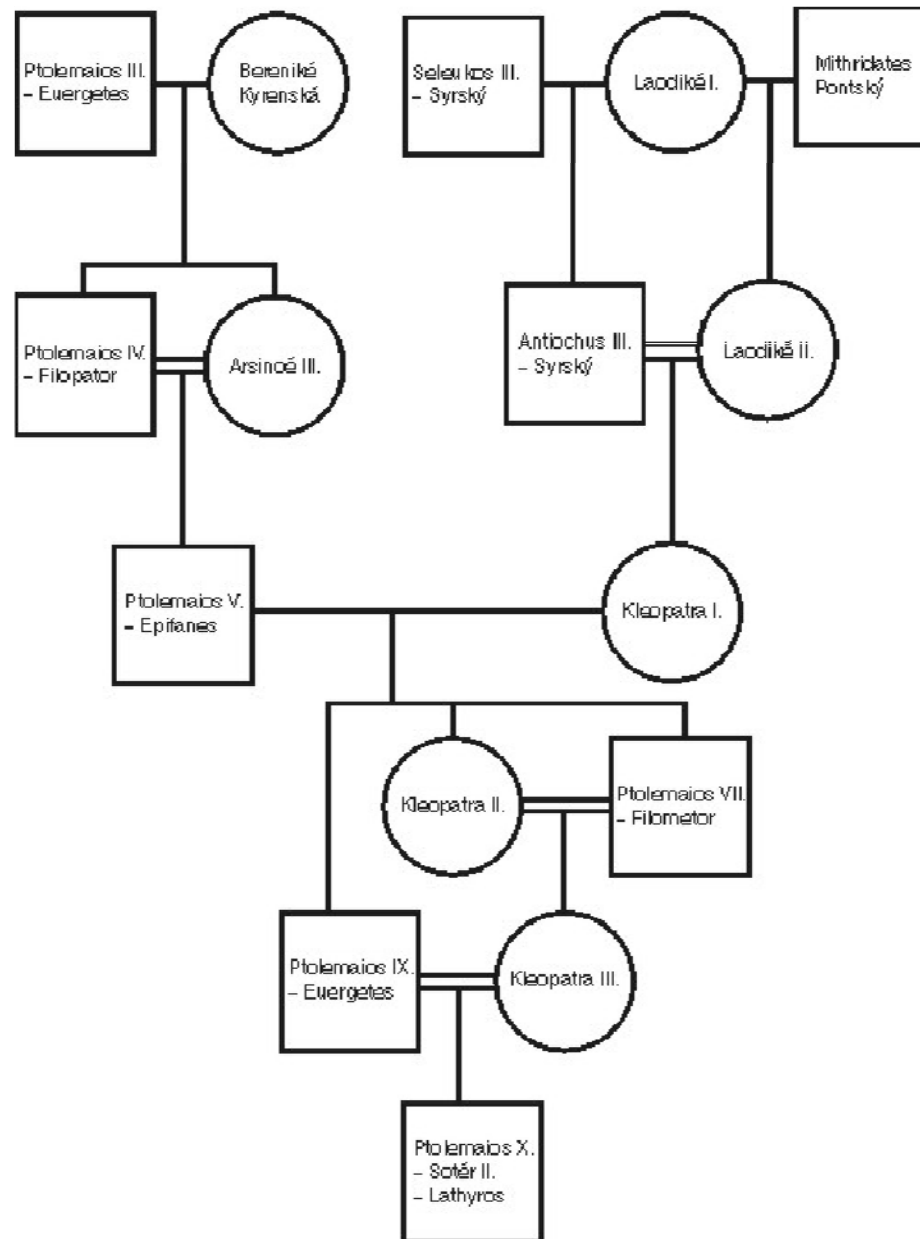 Ptolemaios III.
– Euergetes
Bereniké
Kyrenská
Seleukos III.
– Syrský
Laodiké I.
Mithridates
Pontský
Ptolemaios IV.
– Filopator
Arsinoé III.
Antiochus III.
– Syrský
Laodiké II.
Ptolemaios V.
– Epifanes
Kleopatra I.
Kleopatra II.
Ptolemaios VII.
– Filometor
Ptolemaios IX.
– Euergetes
Kleopatra III.
Ptolemaios X.
– Sotér II.
– Lathyros